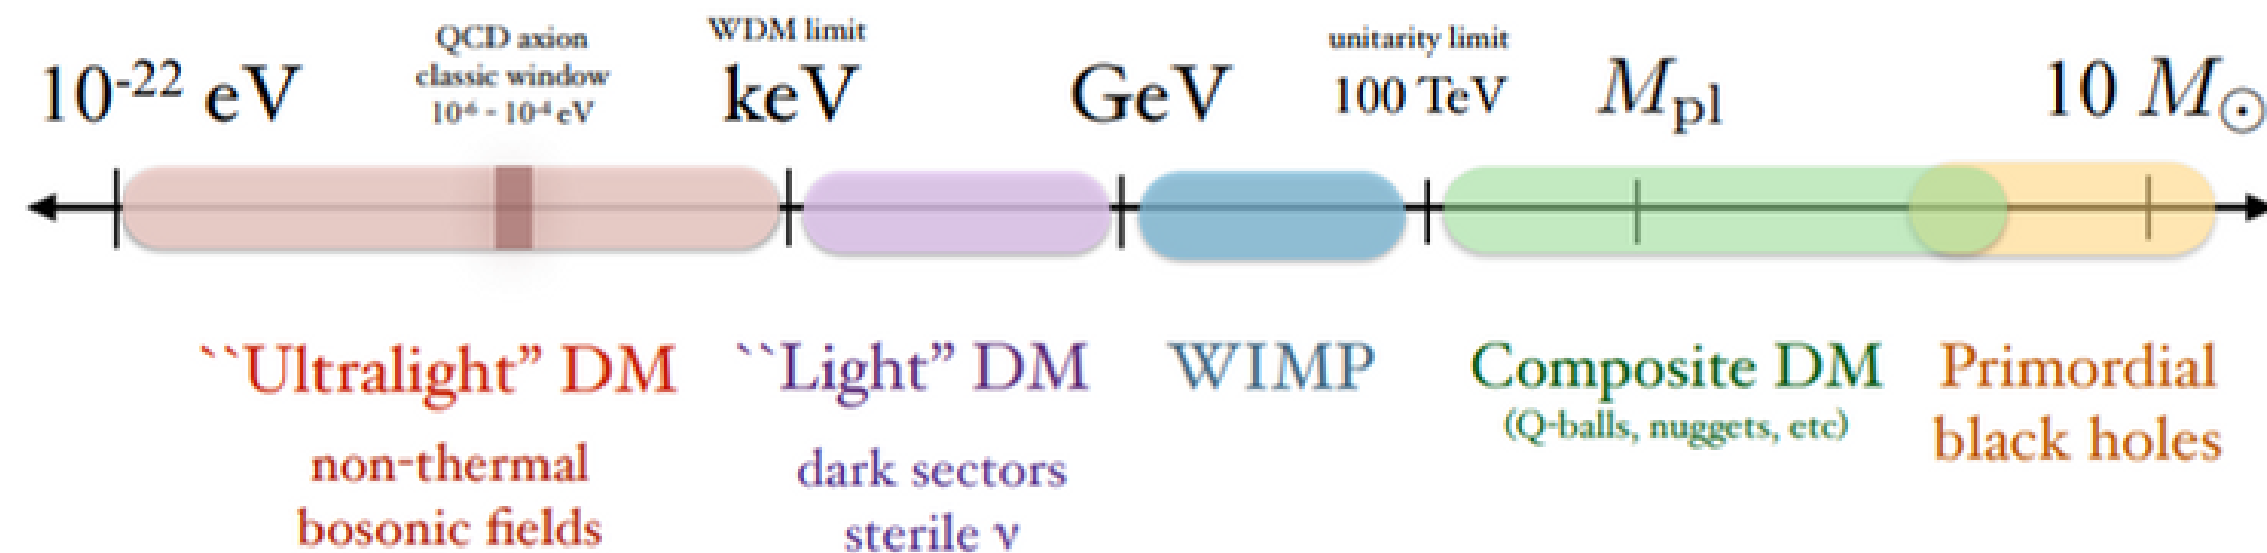 10⁻²² eV
QCD axion
classic window
10⁻⁶ - 10⁻⁴ eV
WDM limit
keV
GeV
unitarity limit
100 TeV
Mpl
10 M☉
``Ultralight” DM
non-thermal
bosonic fields
``Light” DM
dark sectors
sterile ν
WIMP
Composite DM
(Q-balls, nuggets, etc)
Primordial
black holes